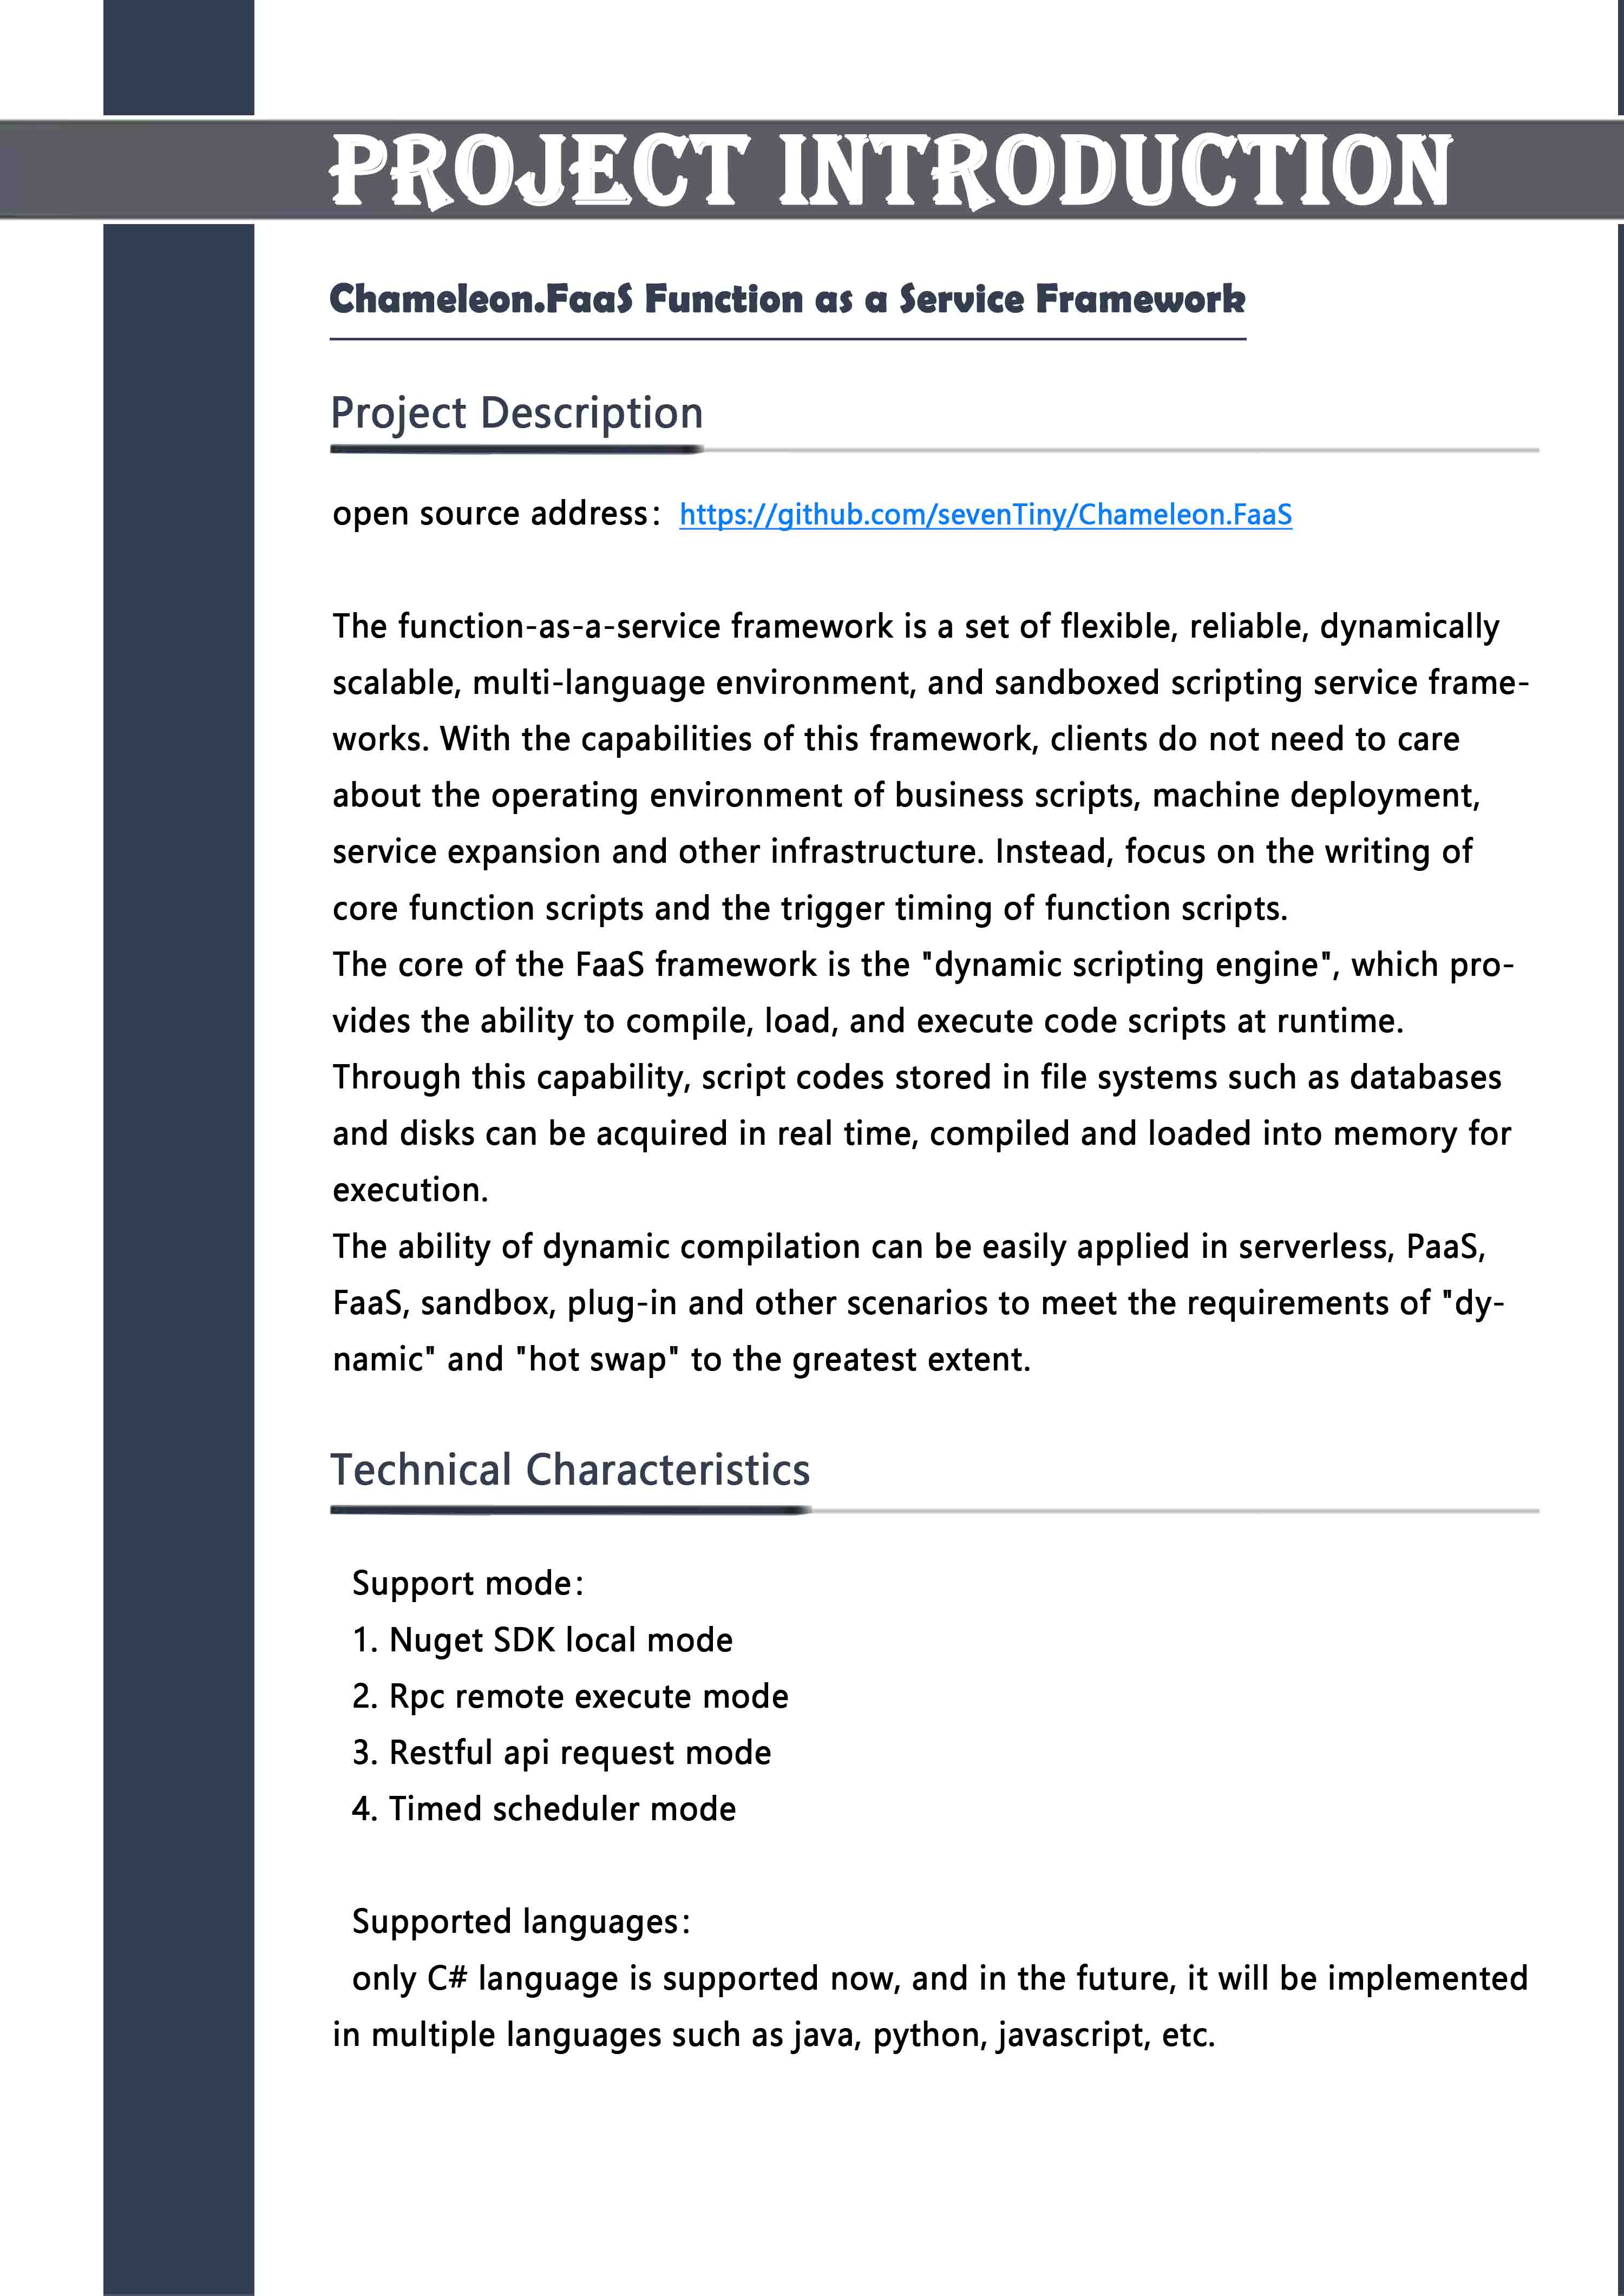 PROJECT INTRODUCTION
Chameleon.FaaS Function as a Service Framework
Project Description
open source address： https://github.com/sevenTiny/Chameleon.FaaS
The function-as-a-service framework is a set of flexible, reliable, dynamically
scalable, multi-language environment, and sandboxed scripting service frame-
works. With the capabilities of this framework, clients do not need to care
about the operating environment of business scripts, machine deployment,
service expansion and other infrastructure. Instead, focus on the writing of
core function scripts and the trigger timing of function scripts.
The core of the FaaS framework is the "dynamic scripting engine", which pro-
vides the ability to compile, load, and execute code scripts at runtime.
Through this capability, script codes stored in file systems such as databases
and disks can be acquired in real time, compiled and loaded into memory for
execution.
The ability of dynamic compilation can be easily applied in serverless, PaaS,
FaaS, sandbox, plug-in and other scenarios to meet the requirements of "dy-
namic" and "hot swap" to the greatest extent.
Technical Characteristics
Support mode：
1. Nuget SDK local mode
2. Rpc remote execute mode
3. Restful api request mode
4. Timed scheduler mode
Supported languages：
only C# language is supported now, and in the future, it will be implemented
in multiple languages such as java, python, javascript, etc.